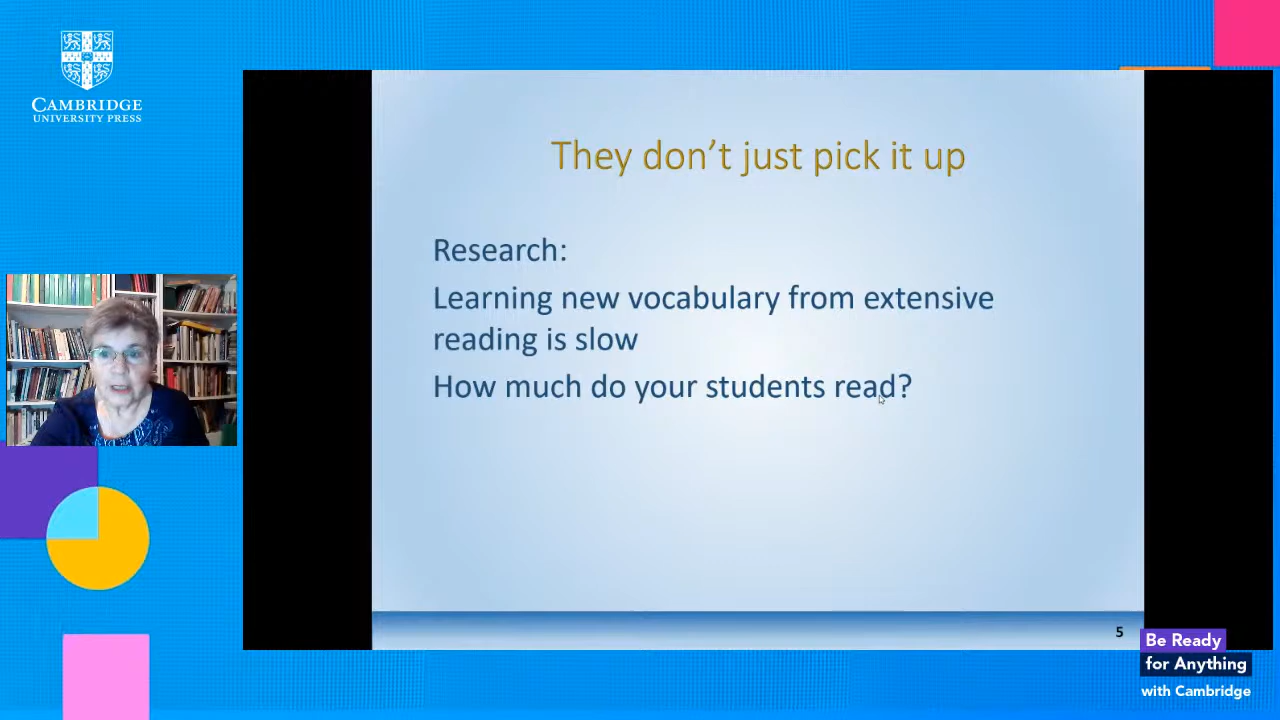 CAMBRIDGE
UNIVERSITY PRESS
They don’t just pick it up
Research:
Learning new vocabulary from extensive
reading is slow
How much do your students read?
5
Be Ready
for Anything
with Cambridge